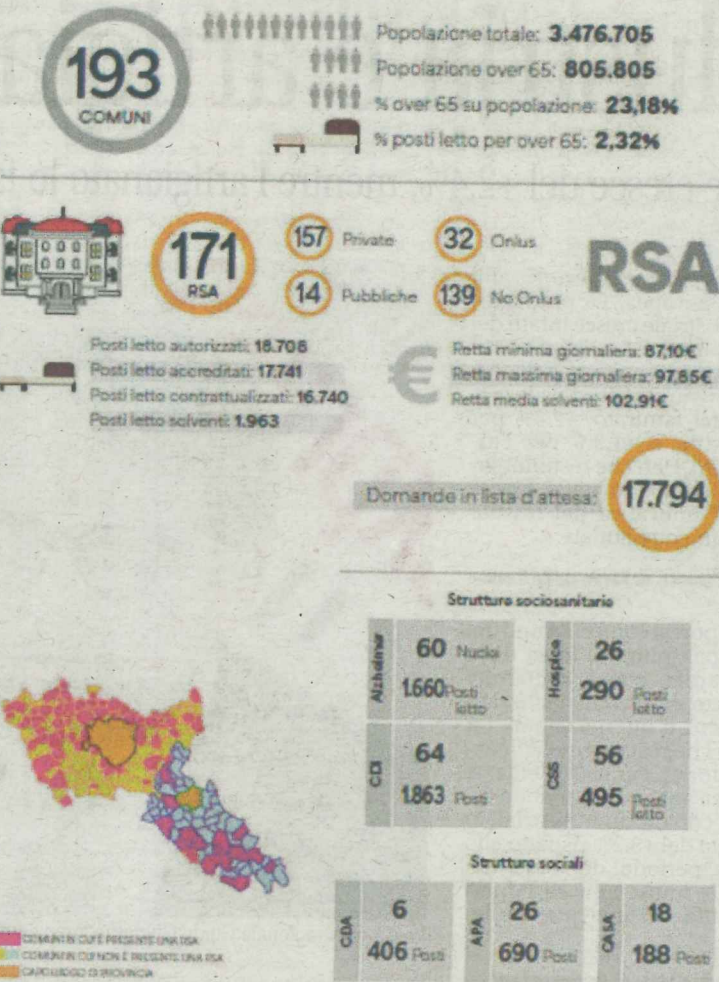 193
COMUNI
Popolazione totale: 3.476.705
Popolazione over 65: 805.805
% over 65 su popolazione: 23,18%
% posti letto per over 65: 2,32%
171
RSA
157 Private
32 Onlus
14 Pubbliche
139 No Onlus
RSA
Posti letto autorizzati: 18.708
Posti letto accreditati: 17.741
Posti letto contrattualizzati: 16.740
Posti letto solventi: 1.963
€
Retta minima giornaliera: 87,10€
Retta massima giornaliera: 97,85€
Retta media solventi: 102,91€
Domande in lista d'attesa: 17.794
Strutture sociosanitarie
Alzheimer
60 Nuclei
1.660 Posti letto
Hospice
26
290 Posti letto
CDI
64
1.863 Posti
CSS
56
495 Posti letto
Strutture sociali
CDA
6
406 Posti
APA
26
690 Posti
CASA
18
188 Posti
COMUNI IN CUI È PRESENTE UNA RSA
COMUNI IN CUI NON È PRESENTE UNA RSA
CAPOLUOGO DI PROVINCIA